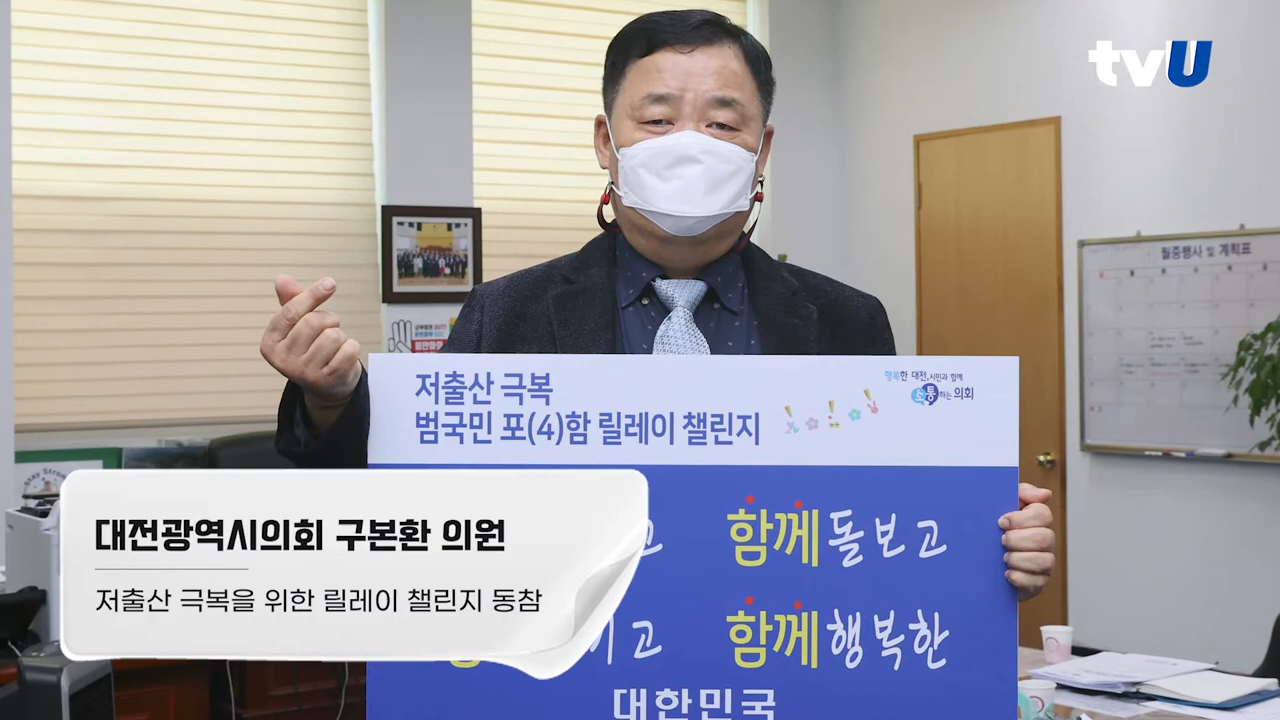 tvU
월중행사 및 계획표
저출산 극복
범국민 포(4)함 릴레이 챌린지
행복한 대전, 시민과 함께
소통하는 의회
대전광역시의회 구본환 의원
저출산 극복을 위한 릴레이 챌린지 동참
고 함께 돌보고
기고 함께 행복한
대한민국